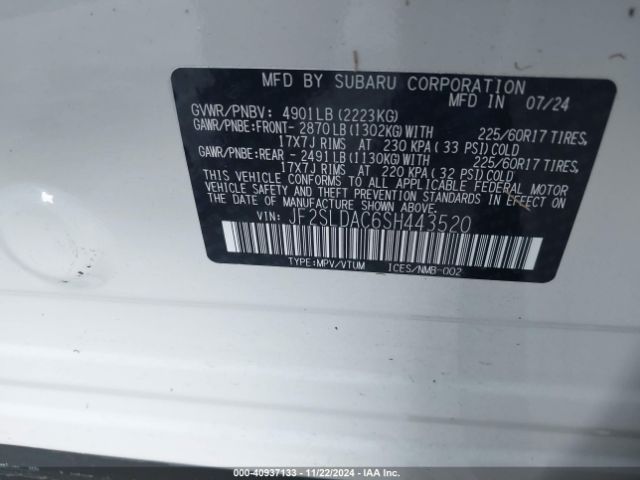 MFD BY SUBARU CORPORATION
MFD IN 07/24
GVWR/PNBV: 4901LB (2223KG)
GAWR/PNBE:FRONT- 2870LB(1302KG)WITH 225/60R17 TIRES,
17X7J RIMS AT 230 KPA (33 PSI)COLD
GAWR/PNBE:REAR - 2491LB(1130KG)WITH 225/60R17 TIRES,
17X7J RIMS AT 220 KPA (32 PSI)COLD
THIS VEHICLE CONFORMS TO ALL APPLICABLE FEDERAL MOTOR
VEHICLE SAFETY AND THEFT PREVENTION STANDARDS IN EFFECT ON
THE DATE OF MANUFACTURE SHOWN ABOVE.
VIN: JF2SLDAC6SH443520
TYPE:MPV/VTUM ICES/NMB-002
000-40937133 - 11/22/2024 - IAA